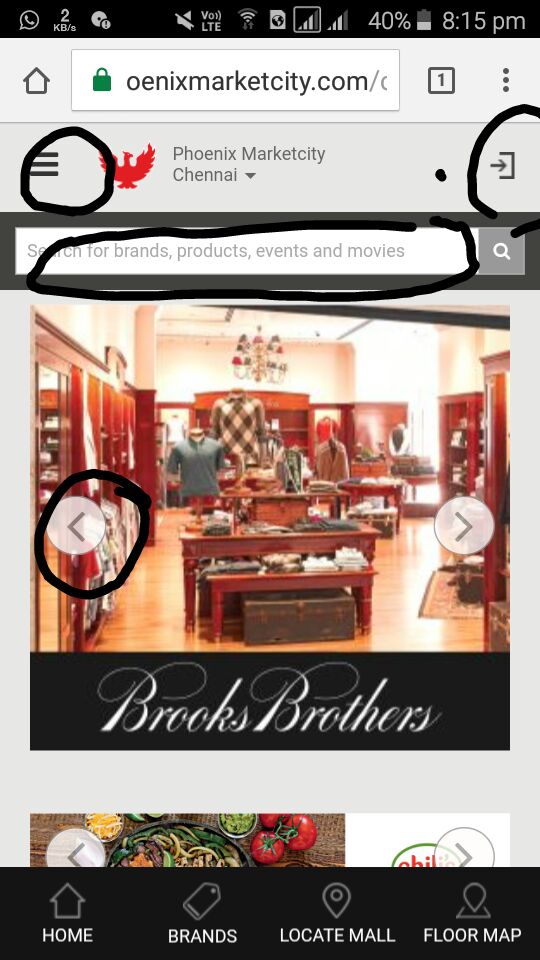 2
KB/s
Vo))
LTE
40%
8:15 pm
oenixmarketcity.com/c
1
Phoenix Marketcity
Chennai
Search for brands, products, events and movies
Brooks Brothers
chili's
HOME
BRANDS
LOCATE MALL
FLOOR MAP